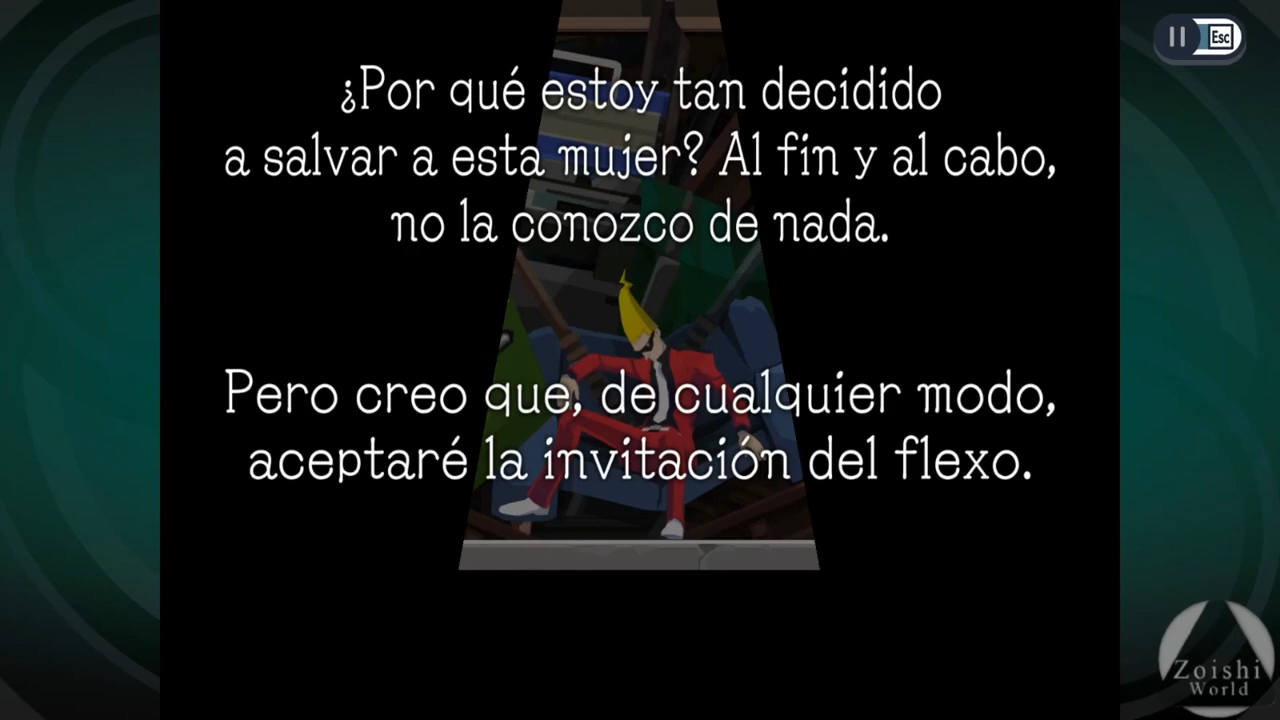 ¿Por qué estoy tan decidido
a salvar a esta mujer? Al fin y al cabo,
no la conozco de nada.
Pero creo que, de cualquier modo,
aceptaré la invitación del flexo.
Esc
Zoishi
World